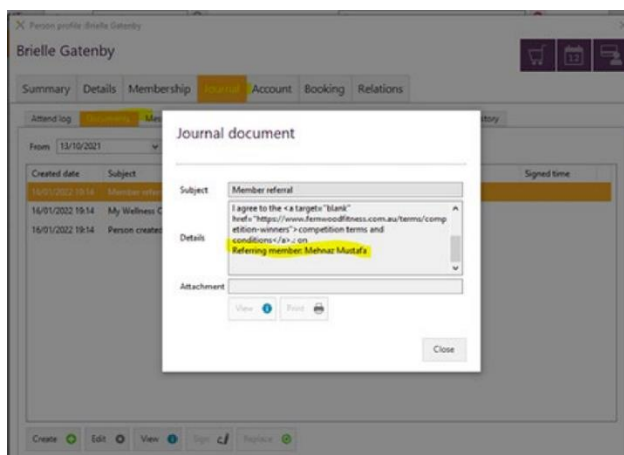 Person profile Brielle Gatenby
Brielle Gatenby
12
Summary Details Membership Journal Account Booking Relations
Attend log Documents Mes
From 13/10/2021
Created date Subject Signed time
16/01/2022 19:14 Member refer
16/01/2022 19:14 My Wellness C
16/01/2022 19:14 Person created
Journal document
Subject Member referral
Details
I agree to the <a target="blank"
href="https://www.fernwoodfitness.com.au/terms/comp
etition-winners">competition terms and
conditions</a>.: on
Referring member: Mehnaz Mustafa
Attachment
View Print
Close
Create Edit View Sign Replace